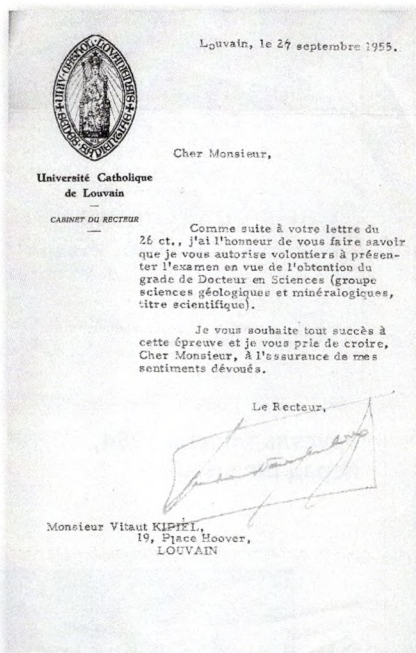 Louvain, le 27 septembre 1955.
Université Catholique
de Louvain
CABINET DU RECTEUR
Cher Monsieur,
Comme suite à votre lettre du
26 ct., j'ai l'honneur de vous faire savoir
que je vous autorise volontiers à présen-
ter l'examen en vue de l'obtention du
grade de Docteur en Sciences (groupe
sciences géologiques et minéralogiques,
titre scientifique).
Je vous souhaite tout succès à
cette épreuve et je vous prie de croire,
Cher Monsieur, à l'assurance de mes
sentiments dévoués.
Le Recteur,
Monsieur Vitaut KIPIEL,
19, Place Hoover,
LOUVAIN